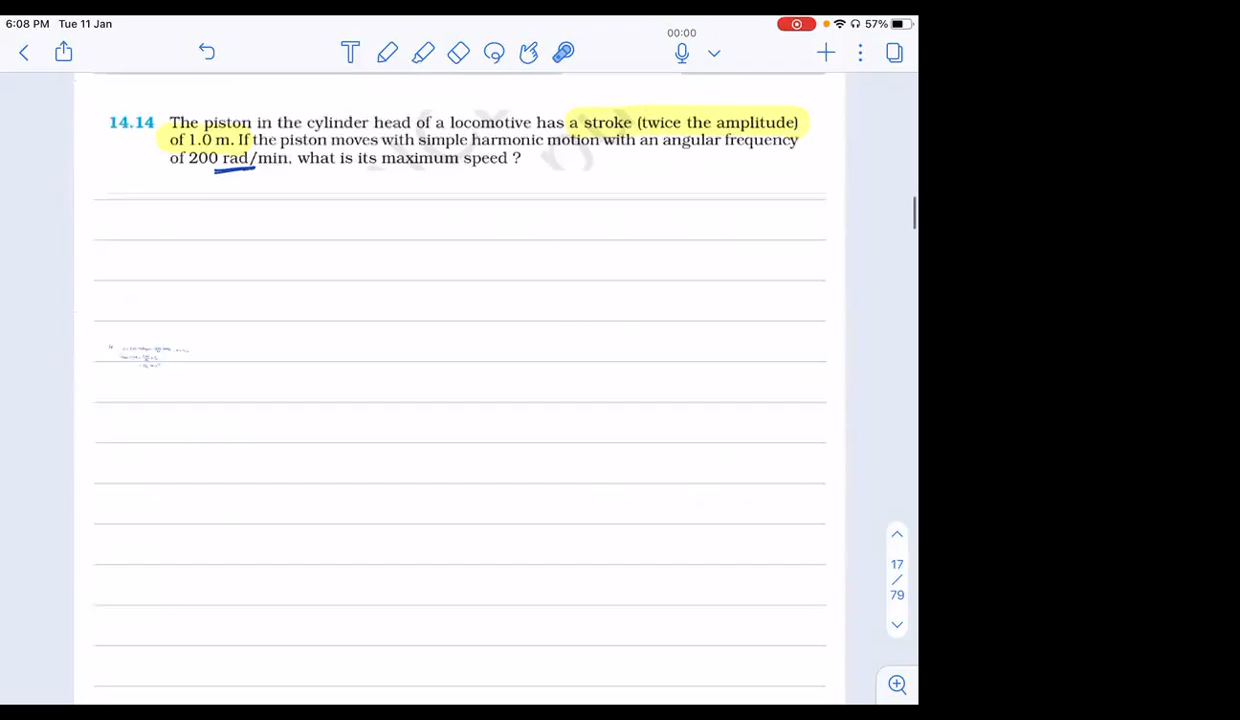 6:08 PM Tue 11 Jan
57%
00:00
14.14 The piston in the cylinder head of a locomotive has a stroke (twice the amplitude)
of 1.0 m. If the piston moves with simple harmonic motion with an angular frequency
of 200 rad/min, what is its maximum speed ?
17
/
79